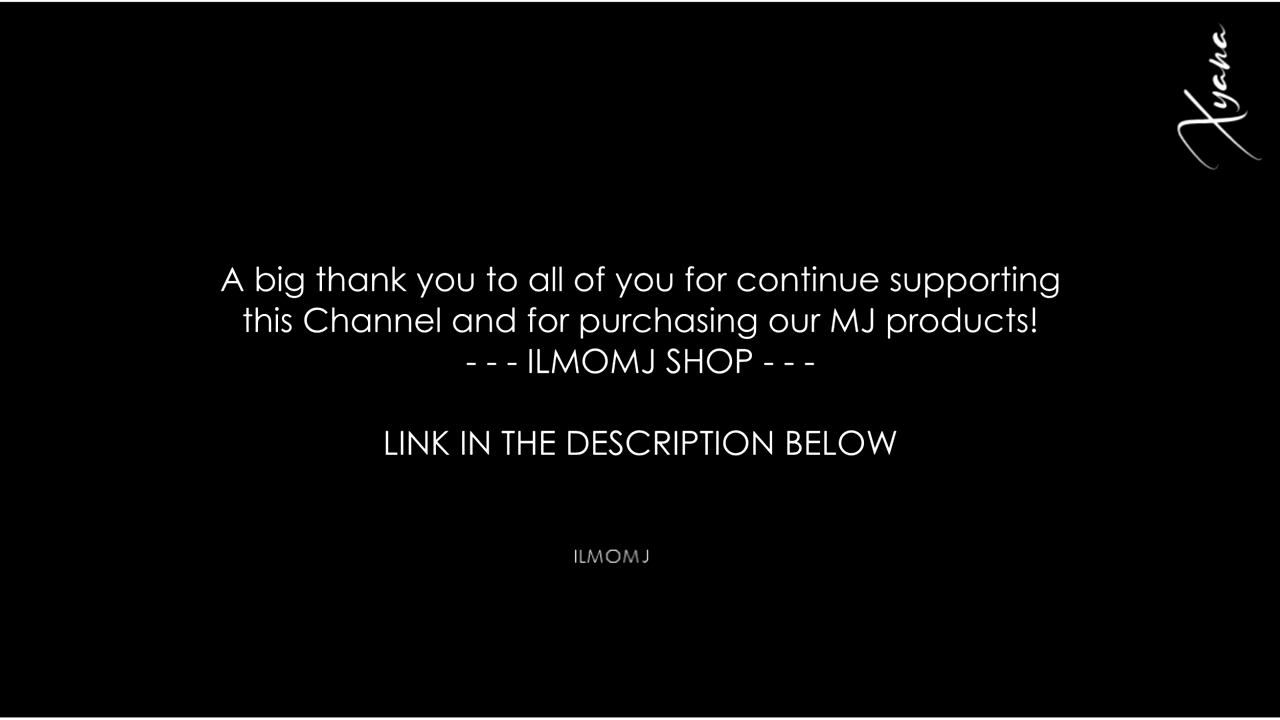 Xyana
A big thank you to all of you for continue supporting
this Channel and for purchasing our MJ products!
- - - ILMOMJ SHOP - - -
LINK IN THE DESCRIPTION BELOW
ILMOMJ